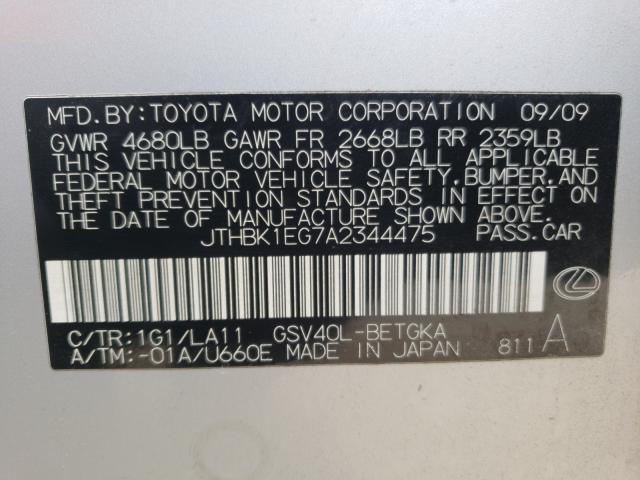 MFD.BY:TOYOTA MOTOR CORPORATION 09/09
GVWR 4680LB GAWR FR 2668LB RR 2359LB
THIS VEHICLE CONFORMS TO ALL APPLICABLE
FEDERAL MOTOR VEHICLE SAFETY,BUMPER,AND
THEFT PREVENTION STANDARDS IN EFFECT ON
THE DATE OF MANUFACTURE SHOWN ABOVE.
JTHBK1EG7A2344475 PASS.CAR
C/TR:1G1/LA11 GSV40L-BETGKA
A/TM:-01A/U660E MADE IN JAPAN 811 A